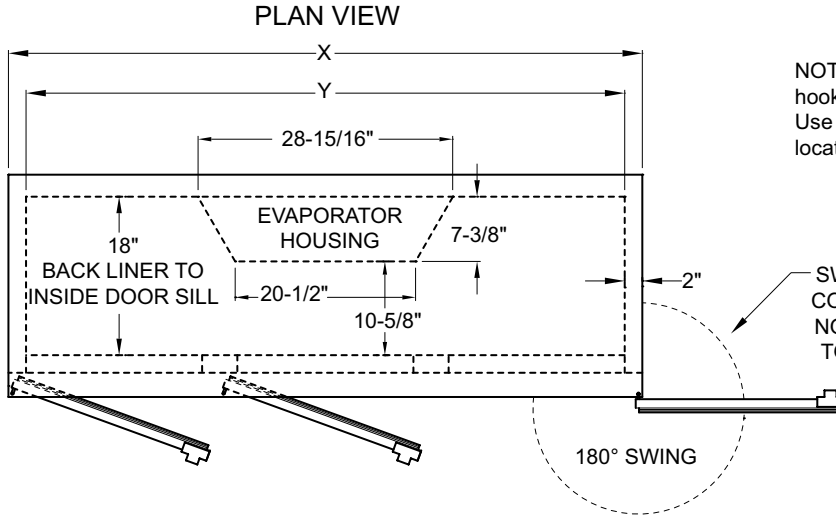 PLAN VIEW
X
Y
28-15/16"
EVAPORATOR
HOUSING
7-3/8"
18"
BACK LINER TO
INSIDE DOOR SILL
20-1/2"
10-5/8"
2"
180° SWING
NOT
hook
Use
locat
SW
CO
NO
TO